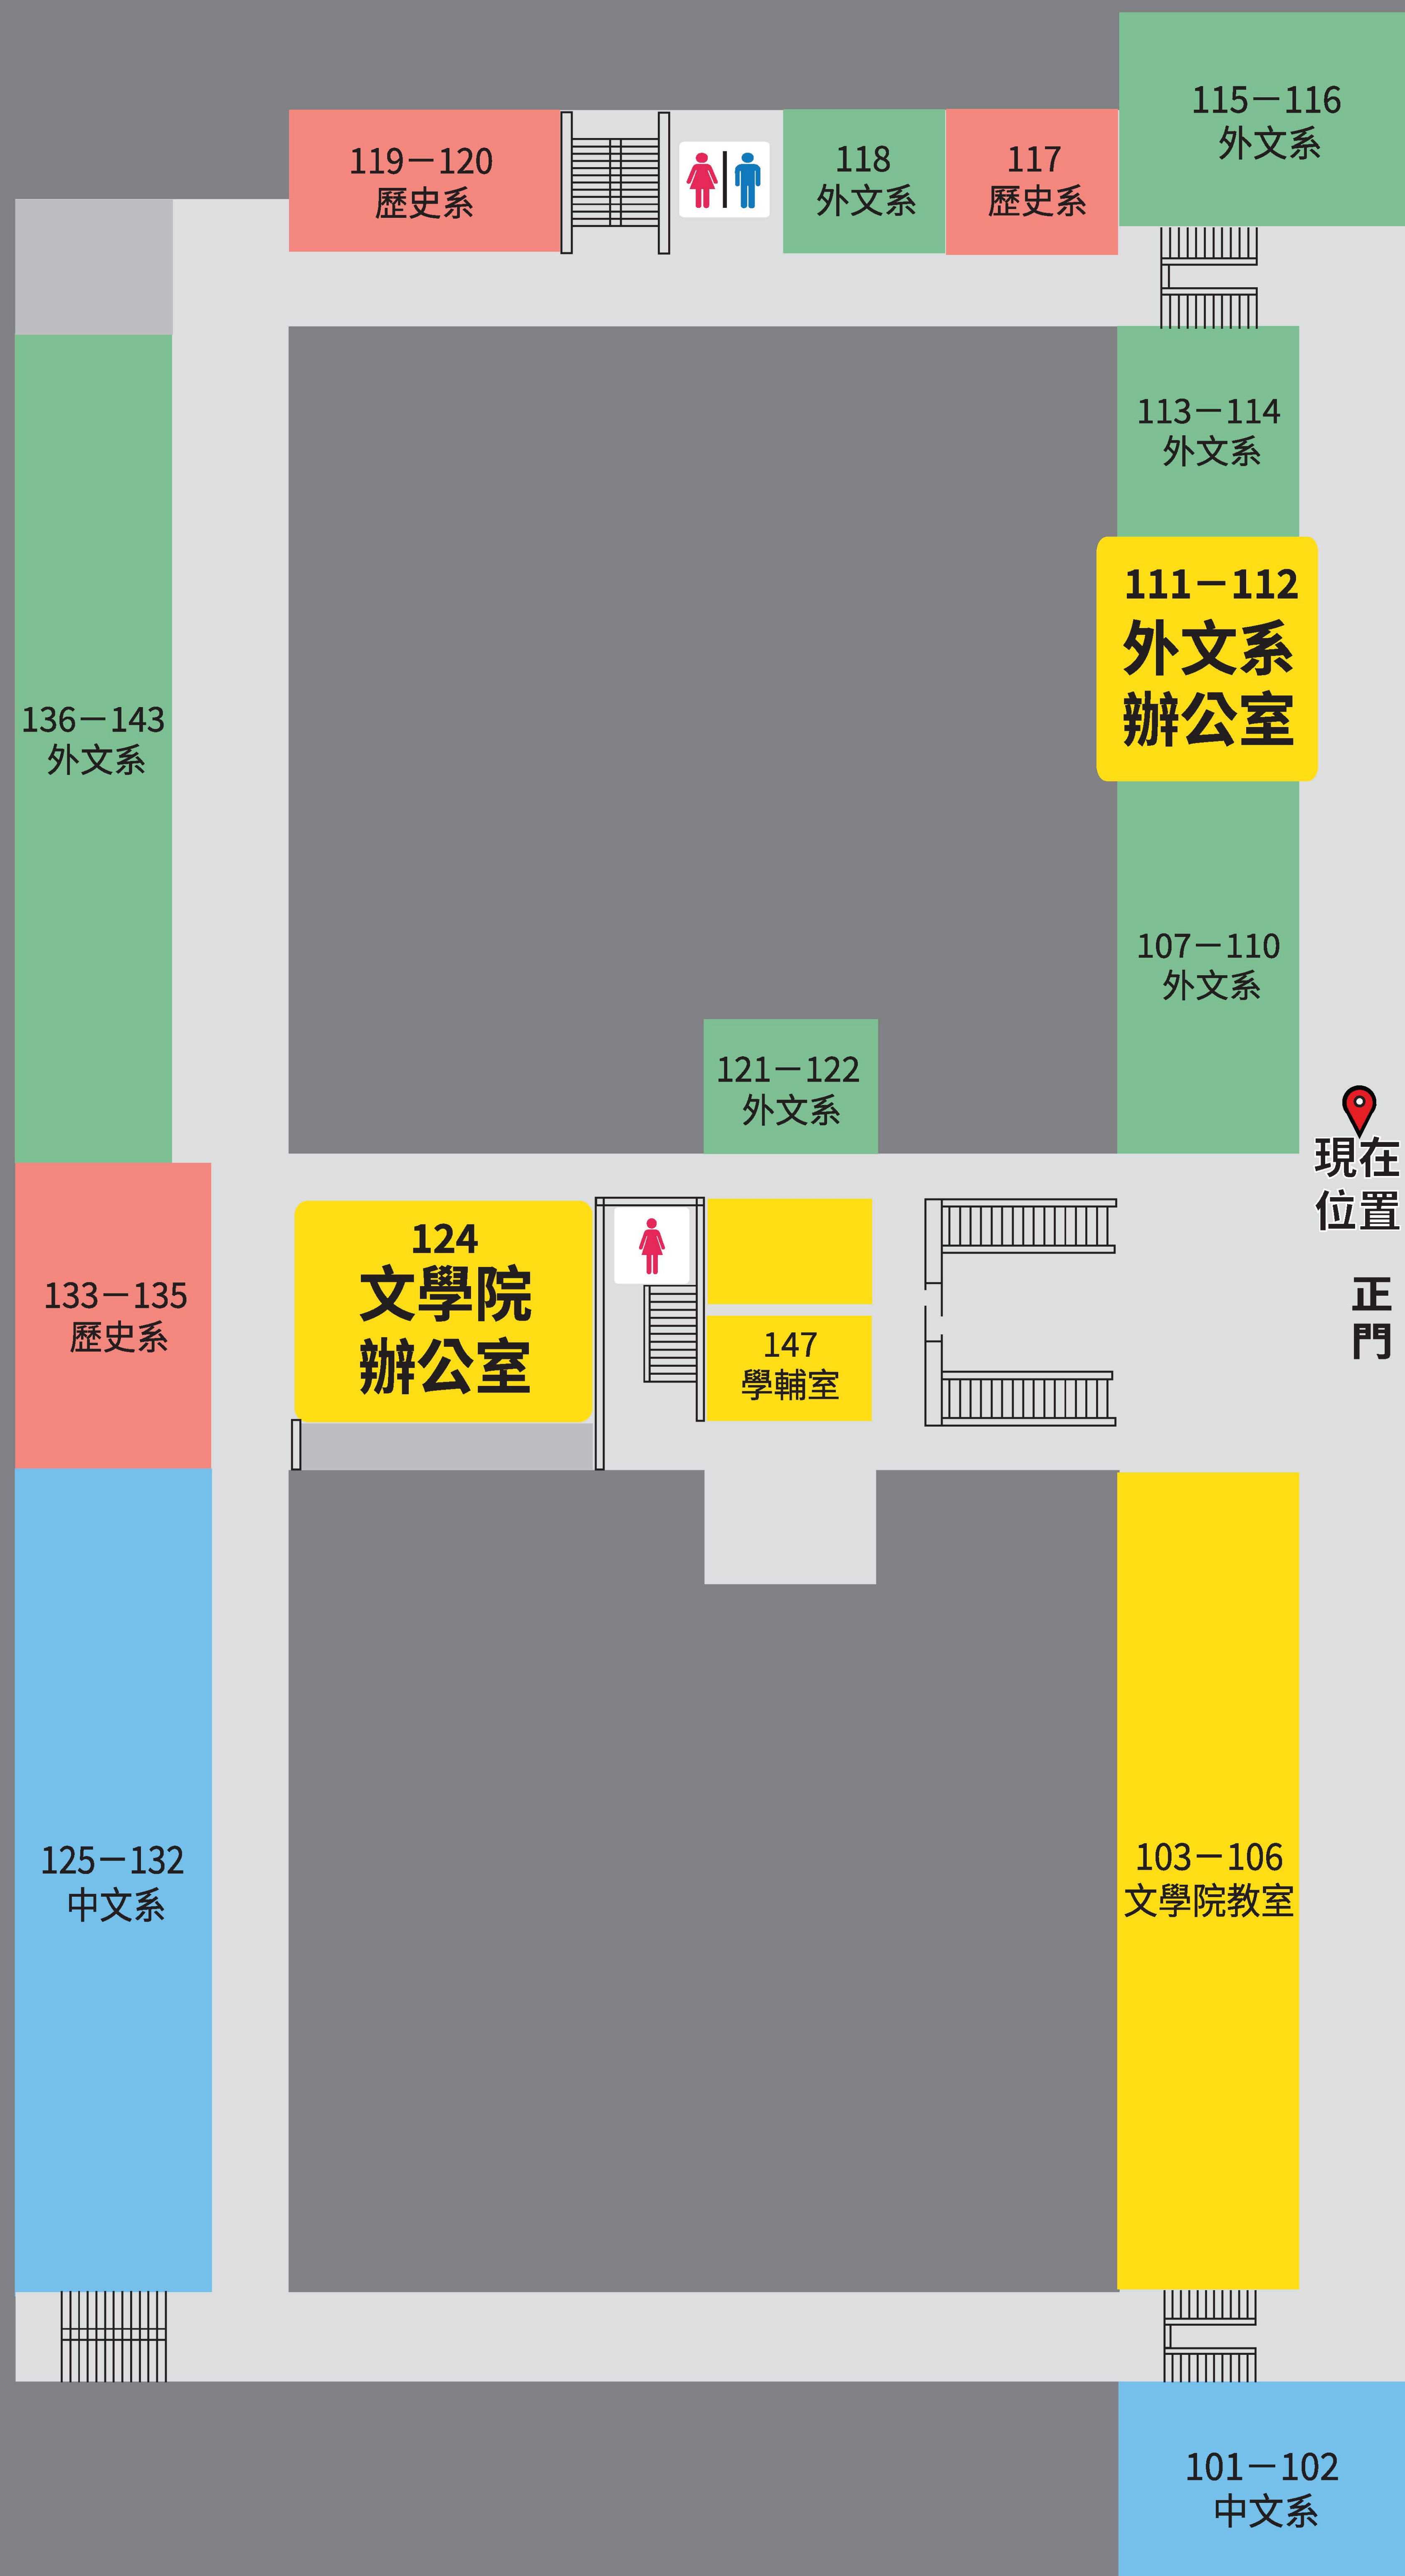 115－116
外文系
119－120
歷史系
118
外文系
117
歷史系
113－114
外文系
111－112
外文系
辦公室
136－143
外文系
107－110
外文系
121－122
外文系
現在
位置
124
文學院
辦公室
正
門
133－135
歷史系
147
學輔室
125－132
中文系
103－106
文學院教室
101－102
中文系